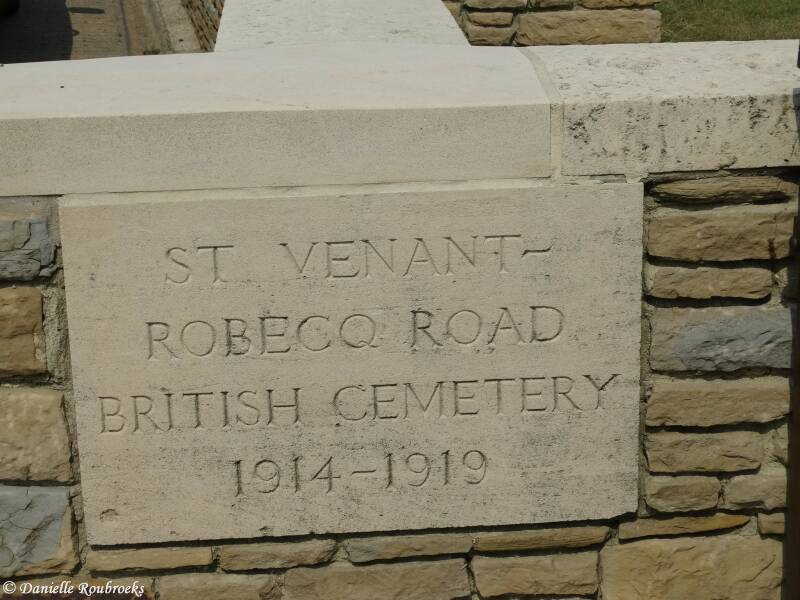 ST VENANT-
ROBECQ ROAD
BRITISH CEMETERY
1914-1919
© Danielle Roubroeks